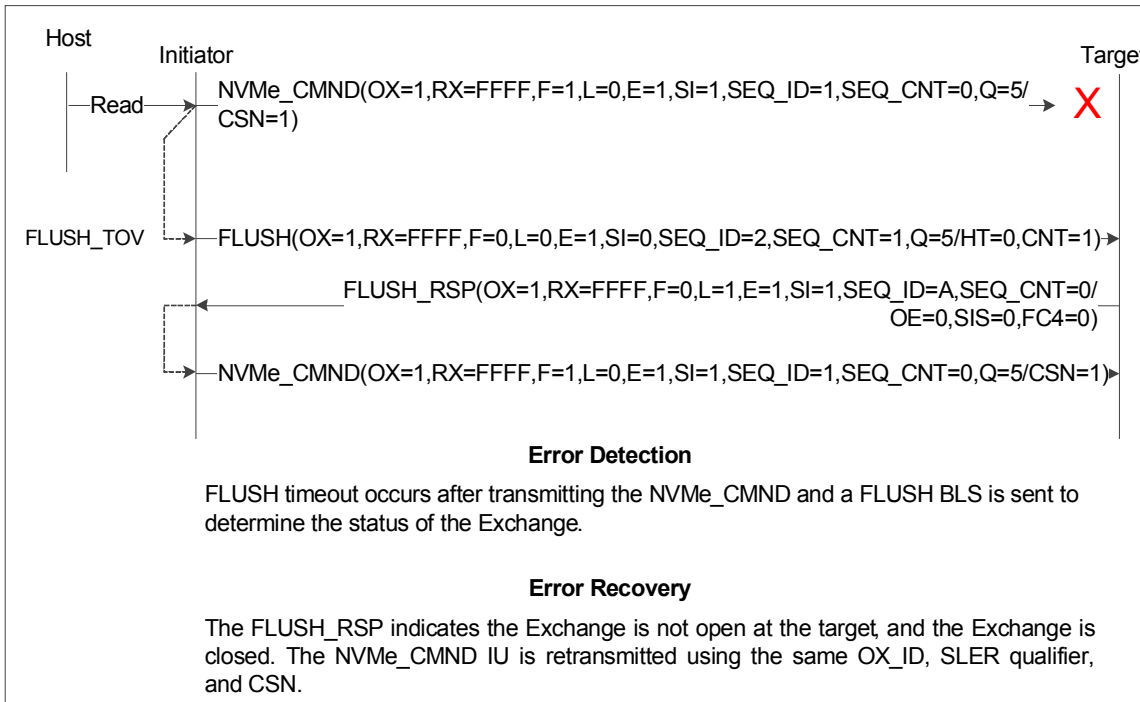 Host
Initiator
Target
Read
NVMe_CMND(OX=1,RX=FFFF,F=1,L=0,E=1,SI=1,SEQ_ID=1,SEQ_CNT=0,Q=5/
CSN=1)
X
FLUSH_TOV
FLUSH(OX=1,RX=FFFF,F=0,L=0,E=1,SI=0,SEQ_ID=2,SEQ_CNT=1,Q=5/HT=0,CNT=1)
FLUSH_RSP(OX=1,RX=FFFF,F=0,L=1,E=1,SI=1,SEQ_ID=A,SEQ_CNT=0/
OE=0,SIS=0,FC4=0)
NVMe_CMND(OX=1,RX=FFFF,F=1,L=0,E=1,SI=1,SEQ_ID=1,SEQ_CNT=0,Q=5/CSN=1)
Error Detection
FLUSH timeout occurs after transmitting the NVMe_CMND and a FLUSH BLS is sent to
determine the status of the Exchange.
Error Recovery
The FLUSH_RSP indicates the Exchange is not open at the target, and the Exchange is
closed. The NVMe_CMND IU is retransmitted using the same OX_ID, SLER qualifier,
and CSN.